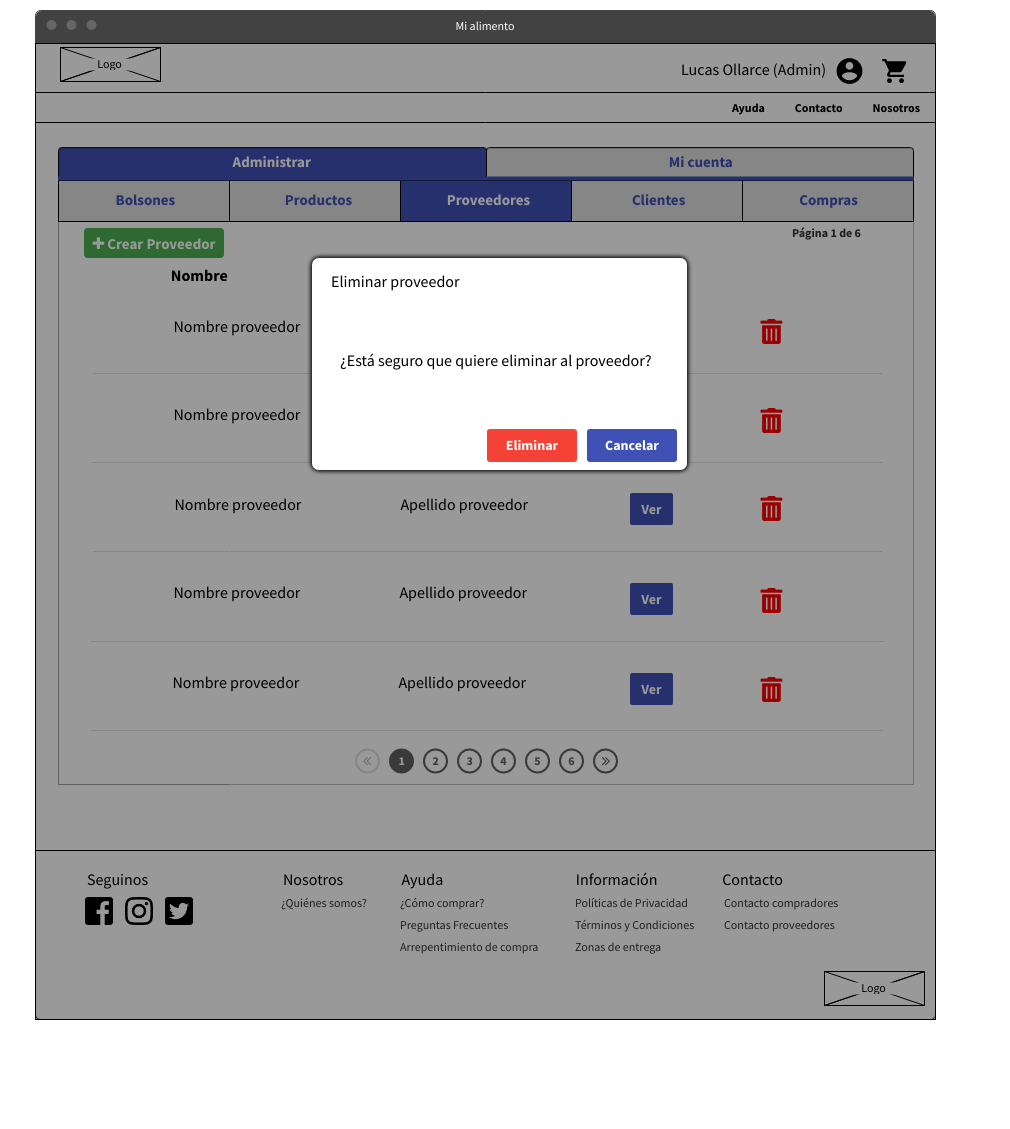 Mi alimento
Logo
Lucas Ollarce (Admin)
Ayuda Contacto Nosotros
Administrar Mi cuenta
Bolsones Productos Proveedores Clientes Compras
Crear Proveedor
Página 1 de 6
Nombre
Eliminar proveedor
Nombre proveedor
¿Está seguro que quiere eliminar al proveedor?
Nombre proveedor
Eliminar Cancelar
Nombre proveedor Apellido proveedor Ver
Nombre proveedor Apellido proveedor Ver
Nombre proveedor Apellido proveedor Ver
« 1 2 3 4 5 6 »
Seguinos Nosotros Ayuda Información Contacto
¿Quiénes somos? ¿Cómo comprar? Políticas de Privacidad Contacto compradores
Preguntas Frecuentes Términos y Condiciones Contacto proveedores
Arrepentimiento de compra Zonas de entrega
Logo